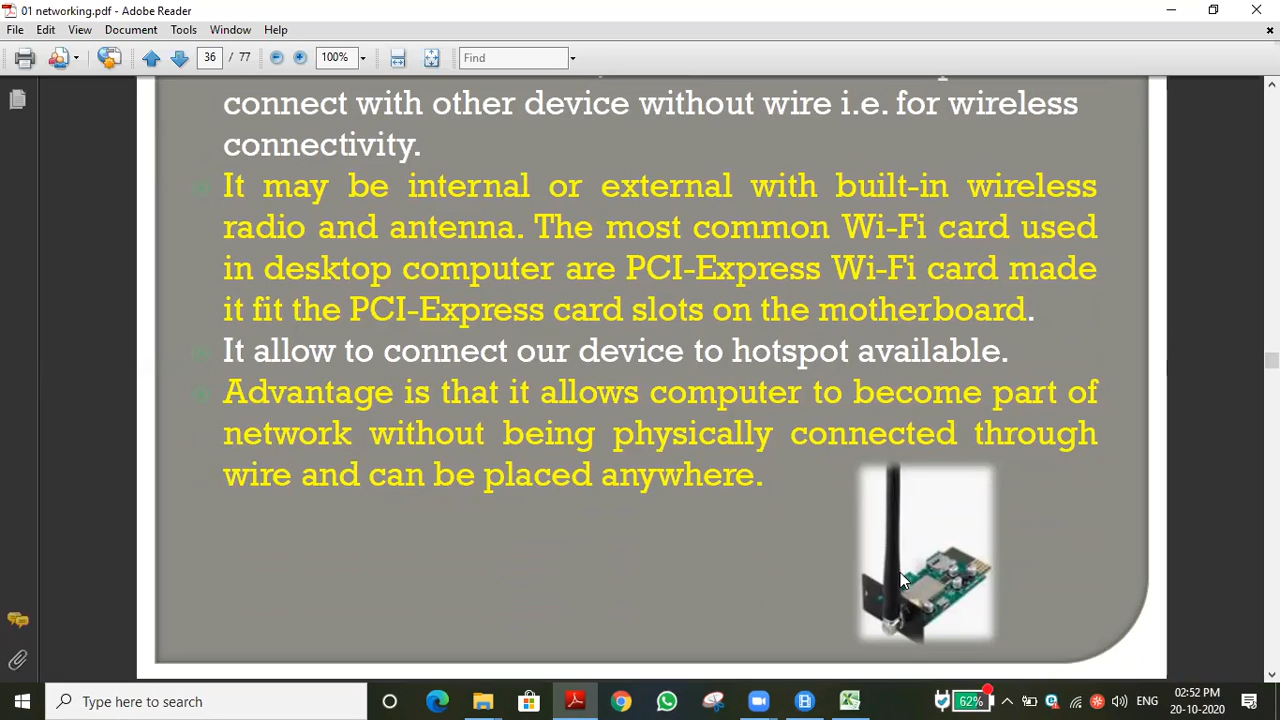 01 networking.pdf - Adobe Reader
File Edit View Document Tools Window Help
36 / 77 100% Find
connect with other device without wire i.e. for wireless
connectivity.
It may be internal or external with built-in wireless
radio and antenna. The most common Wi-Fi card used
in desktop computer are PCI-Express Wi-Fi card made
it fit the PCI-Express card slots on the motherboard.
It allow to connect our device to hotspot available.
Advantage is that it allows computer to become part of
network without being physically connected through
wire and can be placed anywhere.
Type here to search
62%
ENG
02:52 PM
20-10-2020